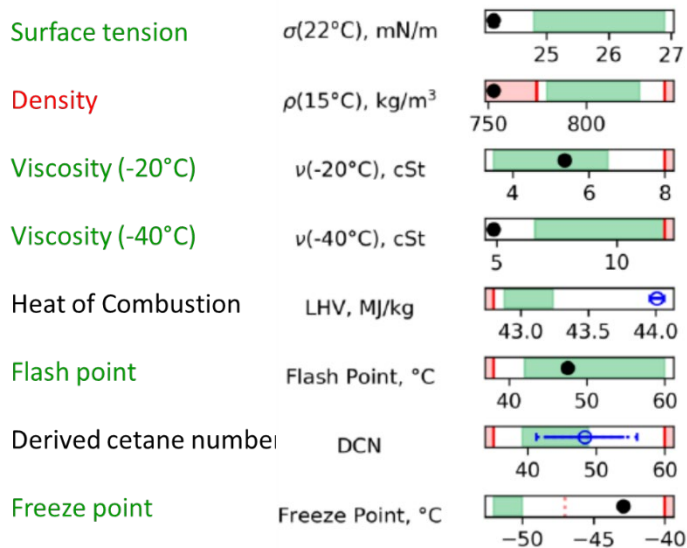 Surface tension σ(22°C), mN/m 25 26 27
Density ρ(15°C), kg/m³ 750 800
Viscosity (-20°C) ν(-20°C), cSt 4 6 8
Viscosity (-40°C) ν(-40°C), cSt 5 10
Heat of Combustion LHV, MJ/kg 43.0 43.5 44.0
Flash point Flash Point, °C 40 50 60
Derived cetane number DCN 40 50 60
Freeze point Freeze Point, °C −50 −45 −40